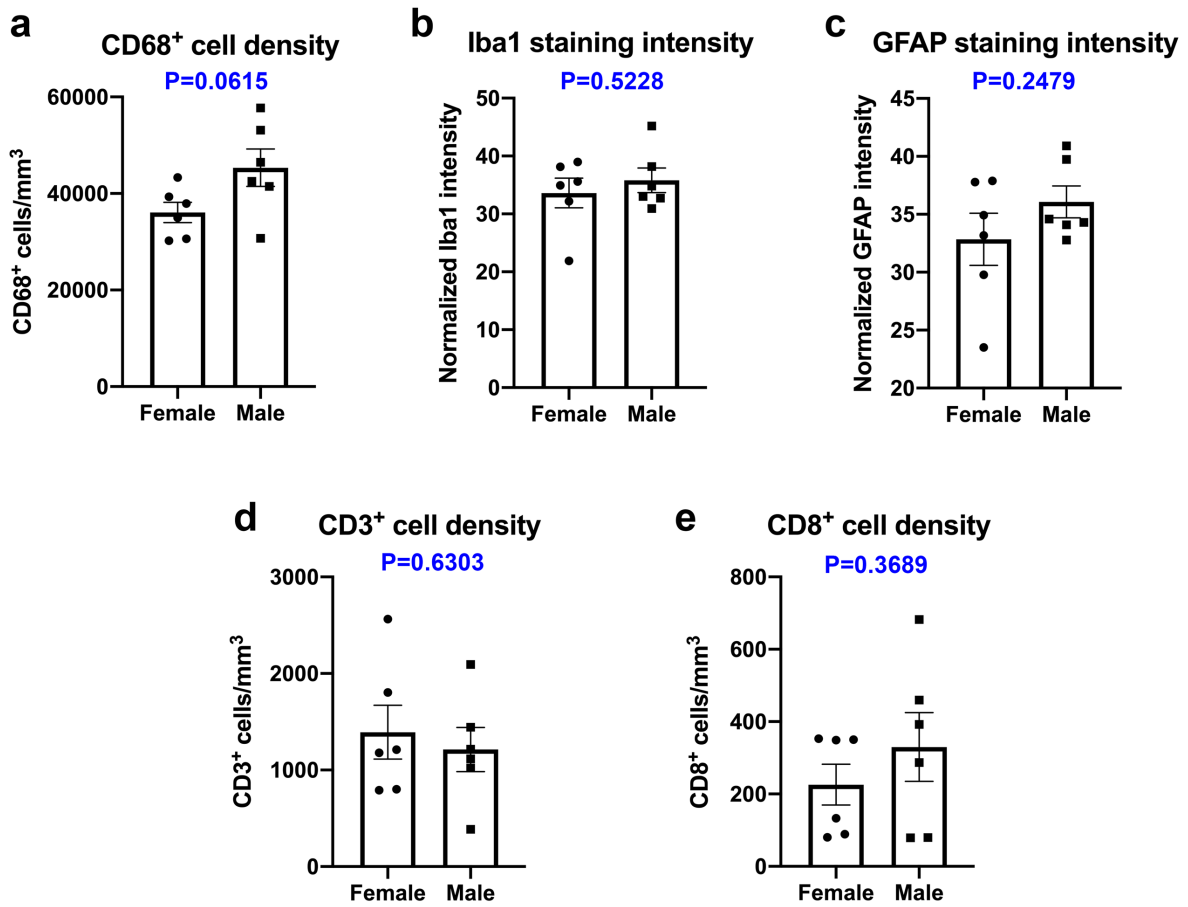 a
CD68⁺ cell density
P=0.0615
CD68⁺ cells/mm³
60000
40000
20000
0
Female Male
b
Iba1 staining intensity
P=0.5228
Normalized Iba1 intensity
50
40
30
20
10
0
Female Male
c
GFAP staining intensity
P=0.2479
Normalized GFAP intensity
45
40
35
30
25
20
Female Male
d
CD3⁺ cell density
P=0.6303
CD3⁺ cells/mm³
3000
2000
1000
0
Female Male
e
CD8⁺ cell density
P=0.3689
CD8⁺ cells/mm³
800
600
400
200
0
Female Male